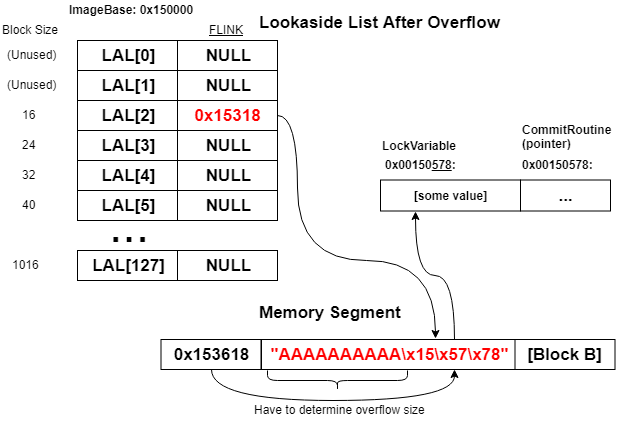 ImageBase: 0x150000
Lookaside List After Overflow
Block Size FLINK
(Unused) LAL[0] NULL
(Unused) LAL[1] NULL
16 LAL[2] 0x15318
24 LAL[3] NULL
32 LAL[4] NULL
40 LAL[5] NULL
...
1016 LAL[127] NULL
LockVariable
0x00150578:
CommitRoutine
(pointer)
0x00150578:
[some value] ...
Memory Segment
0x153618 "AAAAAAAAAA\x15\x57\x78" [Block B]
Have to determine overflow size